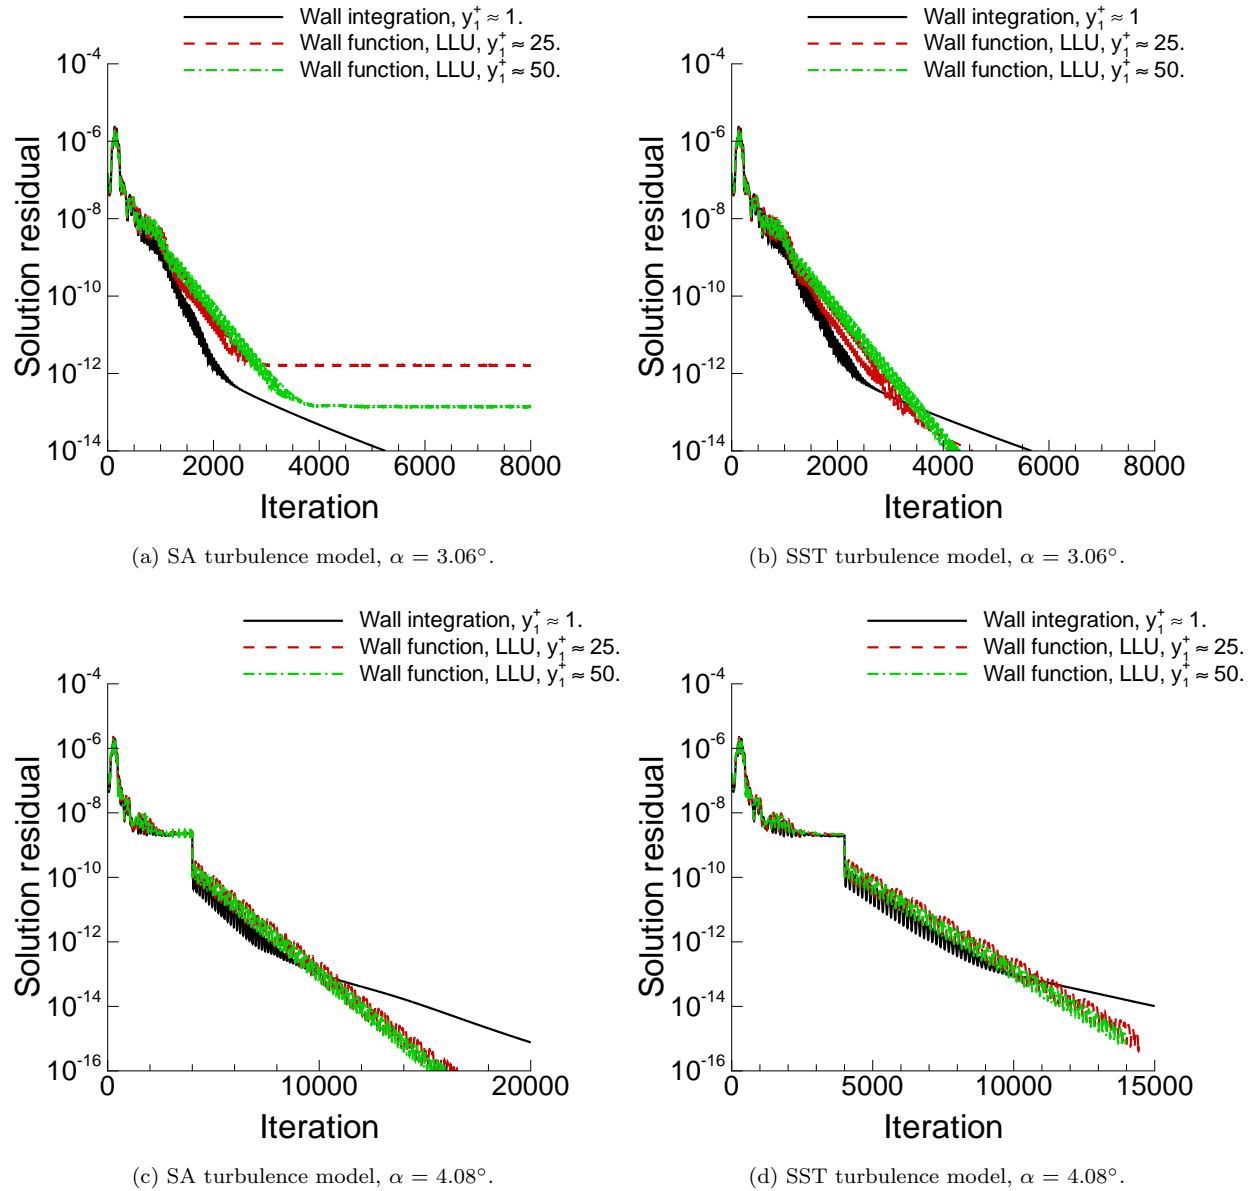 Wall integration, y₁⁺ ≈ 1.
Wall function, LLU, y₁⁺ ≈ 25.
Wall function, LLU, y₁⁺ ≈ 50.
10⁻⁴
10⁻⁶
10⁻⁸
10⁻¹⁰
10⁻¹²
10⁻¹⁴
Solution residual
0 2000 4000 6000 8000
Iteration
(a) SA turbulence model, α = 3.06°.
Wall integration, y₁⁺ ≈ 1
Wall function, LLU, y₁⁺ ≈ 25.
Wall function, LLU, y₁⁺ ≈ 50.
10⁻⁴
10⁻⁶
10⁻⁸
10⁻¹⁰
10⁻¹²
10⁻¹⁴
Solution residual
0 2000 4000 6000 8000
Iteration
(b) SST turbulence model, α = 3.06°.
Wall integration, y₁⁺ ≈ 1.
Wall function, LLU, y₁⁺ ≈ 25.
Wall function, LLU, y₁⁺ ≈ 50.
10⁻⁴
10⁻⁶
10⁻⁸
10⁻¹⁰
10⁻¹²
10⁻¹⁴
10⁻¹⁶
Solution residual
0 10000 20000
Iteration
(c) SA turbulence model, α = 4.08°.
Wall integration, y₁⁺ ≈ 1.
Wall function, LLU, y₁⁺ ≈ 25.
Wall function, LLU, y₁⁺ ≈ 50.
10⁻⁴
10⁻⁶
10⁻⁸
10⁻¹⁰
10⁻¹²
10⁻¹⁴
10⁻¹⁶
Solution residual
0 5000 10000 15000
Iteration
(d) SST turbulence model, α = 4.08°.